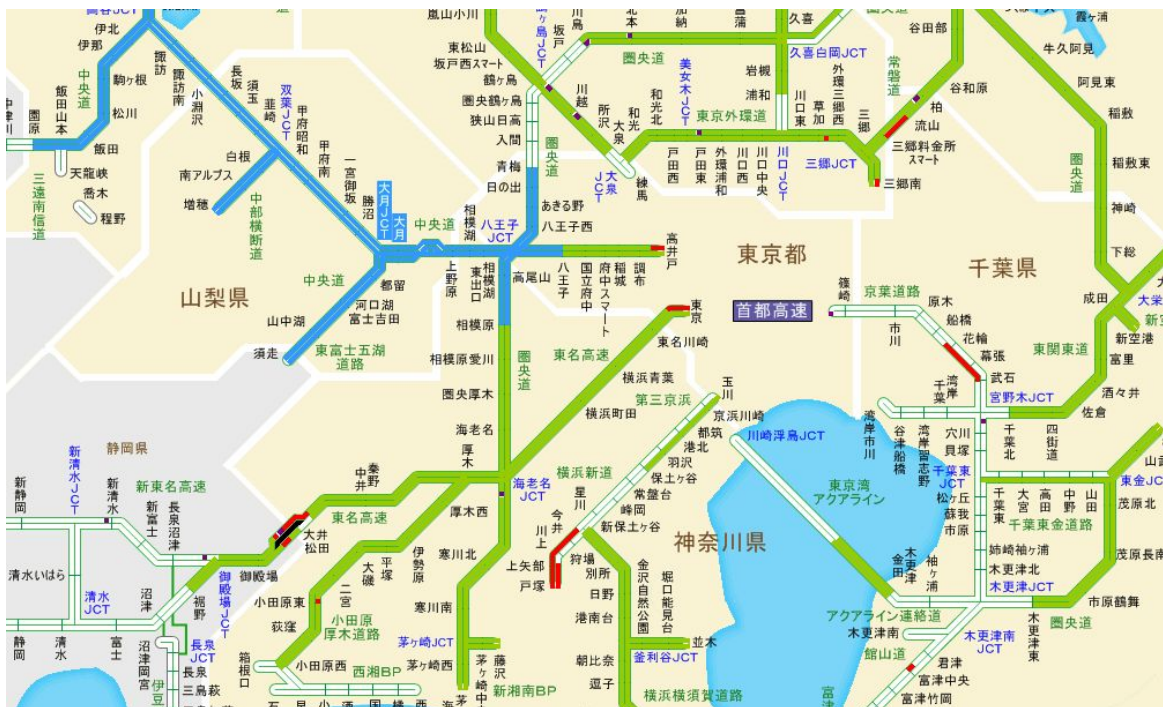 高谷JCT
伊北
伊那
中央道
駒ヶ根
飯田山本
園原
松川
飯田
天龍峡
喬木
程野
三遠南信道
諏訪
諏訪南
小淵沢
長坂
須玉
韮崎
双葉JCT
甲府昭和
甲府南
一宮御坂
勝沼
大月JCT
大月
中央道
相模湖
八王子JCT
白根
南アルプス
増穂
中部横断道
山梨県
中央道
都留
河口湖
富士吉田
山中湖
須走
東富士五湖道路
上野原
相模湖東出口
相模原
相模原愛川
圏央厚木
海老名
圏央道
高尾山
八王子
国立府中
府中スマート
稲城
調布
高井戸
嵐山小川
東松山
坂戸西スマート
鶴ヶ島
圏央鶴ヶ島
狭山日高
入間
青梅
日の出
あきる野
八王子西
圏央道
鶴ヶ島JCT
坂戸
川島
川越
所沢
大泉
大泉JCT
練馬
和光
和光北
美女木JCT
戸田西
戸田東
外環浦和
川口西
川口中央
川口JCT
東京外環道
圏央道
加納
菖蒲
久喜
久喜白岡JCT
岩槻
浦和
川口東
草加
外環三郷西
三郷
三郷JCT
三郷南
三郷料金所スマート
流山
柏
常磐道
谷田部
谷和原
圏央道
霞ヶ浦
牛久阿見
阿見東
稲敷
稲敷東
圏央道
神崎
下総
成田
新空港
富里
酒々井
佐倉
東関東道
宮野木JCT
東京都
千葉県
首都高速
篠崎
京葉道路
原木
市川
船橋
花輪
幕張
武石
湾岸千葉
湾岸市川
谷津船橋
湾岸習志野
穴川
貝塚
千葉東JCT
松ヶ丘
蘇我
市原
千葉北
四街道
千葉東
大宮
高田
中野
山田
千葉東金道路
東金JCT
茂原北
茂原長南
市原鶴舞
圏央道
木更津東
姉崎袖ヶ浦
木更津北
木更津JCT
袖ヶ浦
木更津金田
アクアライン連絡道
木更津南
木更津南JCT
館山道
君津
富津中央
富津竹岡
東京湾アクアライン
川崎浮島JCT
東京
東名川崎
東名高速
横浜青葉
横浜町田
厚木
海老名JCT
厚木西
第三京浜
玉川
京浜川崎
都筑
港北
羽沢
保土ヶ谷
常盤台
峰岡
新保土ヶ谷
横浜新道
星川
今井
川上
上矢部
戸塚
狩場
別所
日野
港南台
朝比奈
逗子
金沢自然公園
堀口能見台
並木
釜利谷JCT
横浜横須賀道路
神奈川県
静岡県
新清水JCT
新静岡
新清水
新富士
新東名高速
長泉沼津
御殿場
御殿場JCT
大井松田
中井
秦野
東名高速
清水いはら
清水JCT
静岡
清水
富士
沼津
裾野
長泉JCT
沼津岡宮
長泉
三島萩
小田原東
荻窪
二宮
大磯
平塚
伊勢原
小田原厚木道路
箱根口
小田原西
西湘BP
寒川北
寒川南
茅ヶ崎JCT
茅ヶ崎西
茅ヶ崎中央
藤沢
新湘南BP